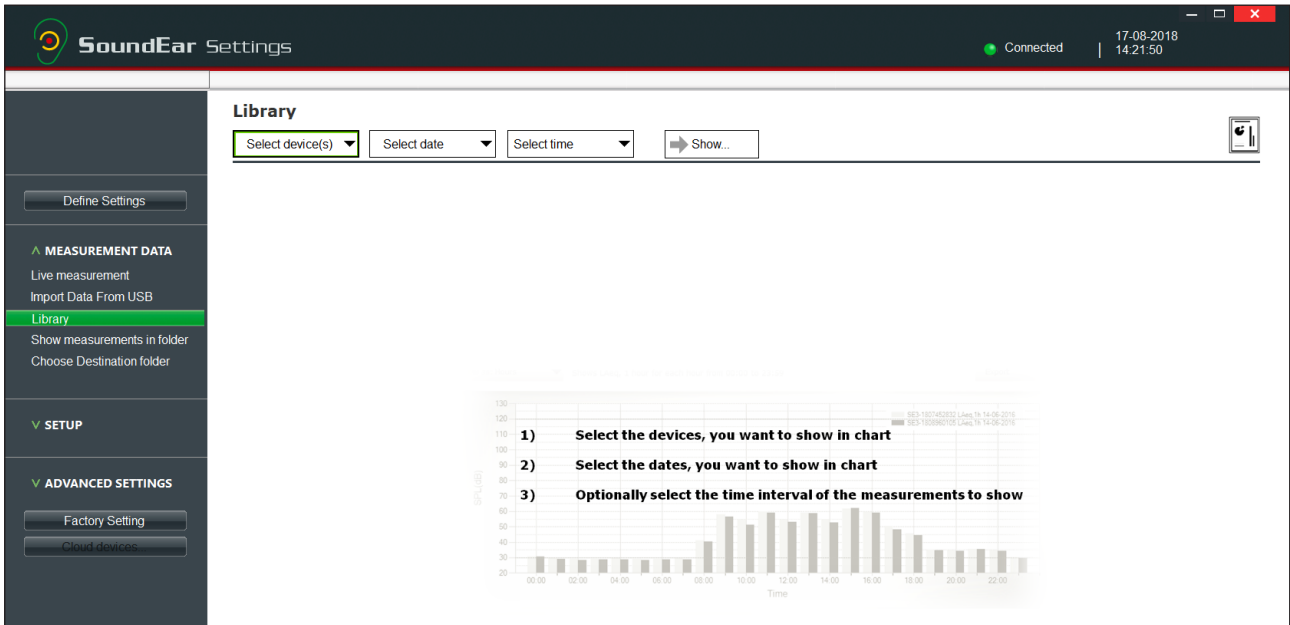 SoundEar Settings
Connected
17-08-2018
14:21:50
Library
Select device(s)
Select date
Select time
Show...
Define Settings
MEASUREMENT DATA
Live measurement
Import Data From USB
Library
Show measurements in folder
Choose Destination folder
SETUP
ADVANCED SETTINGS
Factory Setting
Cloud devices...
130
120
110
100
90
80
70
60
50
40
30
20
SPL(dB)
1) Select the devices, you want to show in chart
2) Select the dates, you want to show in chart
3) Optionally select the time interval of the measurements to show
00:00 02:00 04:00 06:00 08:00 10:00 12:00 14:00 16:00 18:00 20:00 22:00
Time